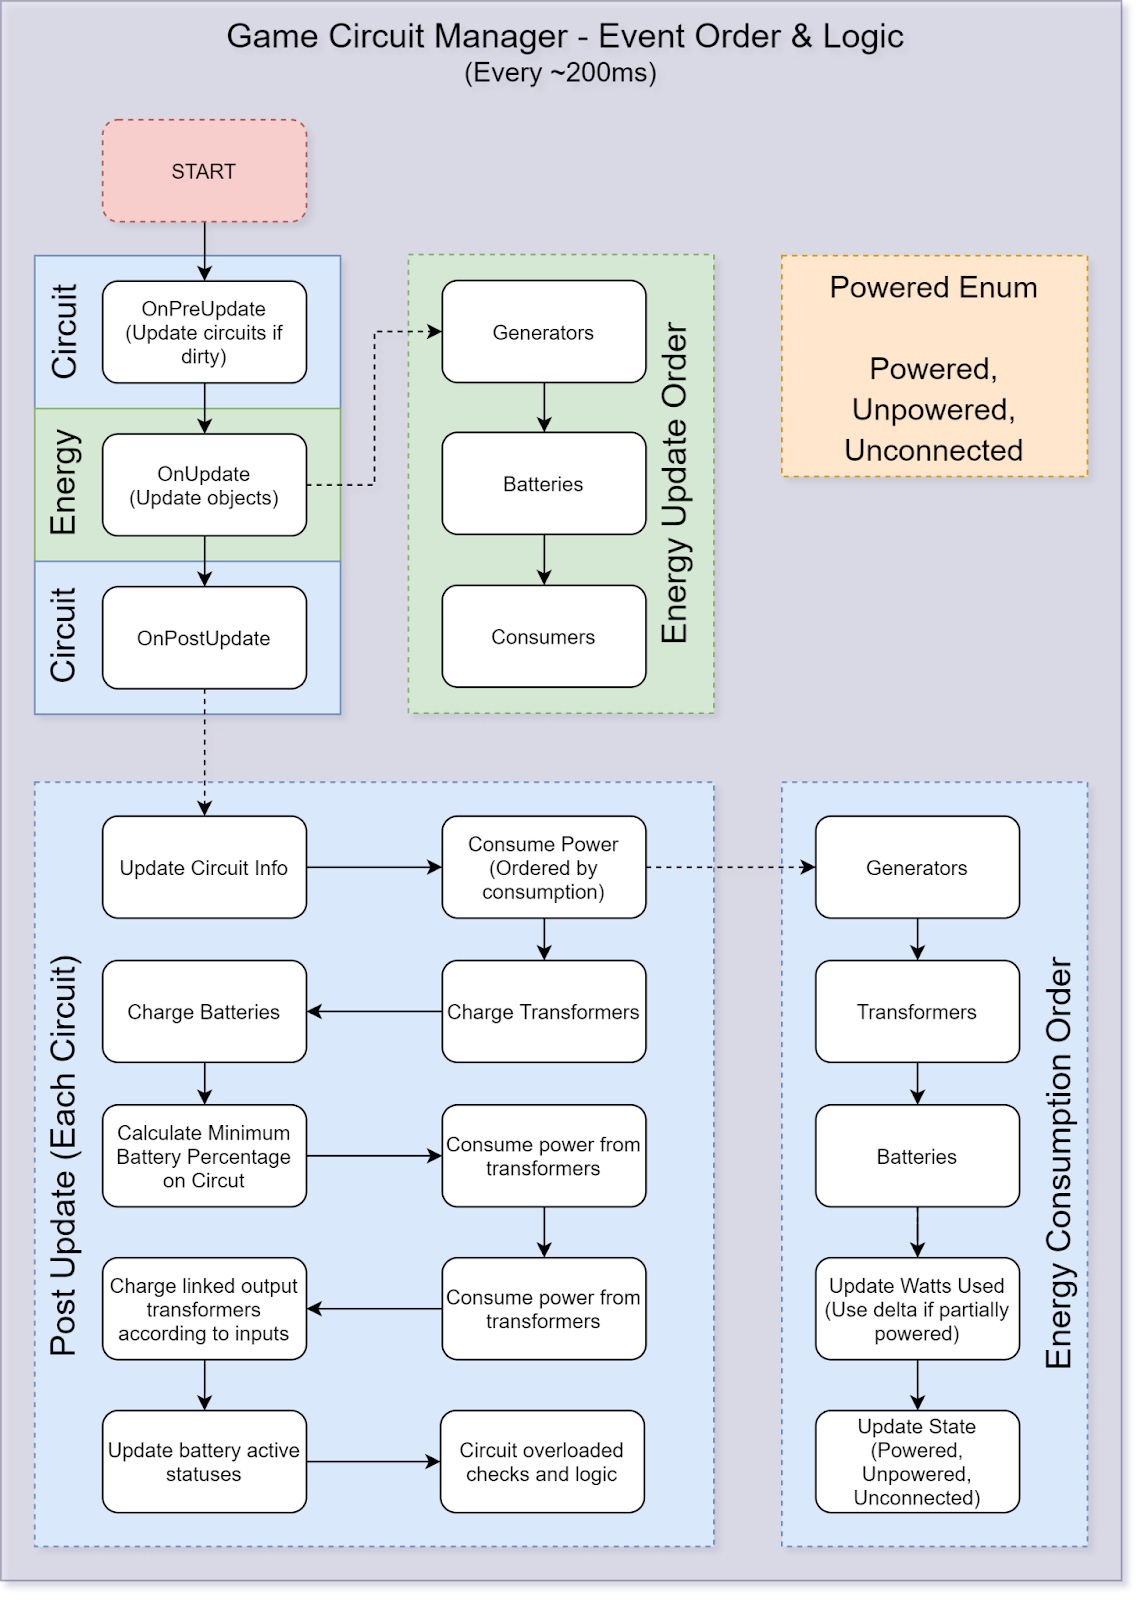 Game Circuit Manager - Event Order & Logic
(Every ~200ms)
START
Circuit
OnPreUpdate
(Update circuits if
dirty)
Energy
OnUpdate
(Update objects)
Circuit
OnPostUpdate
Generators
Batteries
Consumers
Energy Update Order
Powered Enum
Powered,
Unpowered,
Unconnected
Post Update (Each Circuit)
Update Circuit Info
Consume Power
(Ordered by
consumption)
Charge Transformers
Charge Batteries
Calculate Minimum
Battery Percentage
on Circut
Consume power from
transformers
Consume power from
transformers
Charge linked output
transformers
according to inputs
Update battery active
statuses
Circuit overloaded
checks and logic
Generators
Transformers
Batteries
Update Watts Used
(Use delta if partially
powered)
Update State
(Powered,
Unpowered,
Unconnected)
Energy Consumption Order